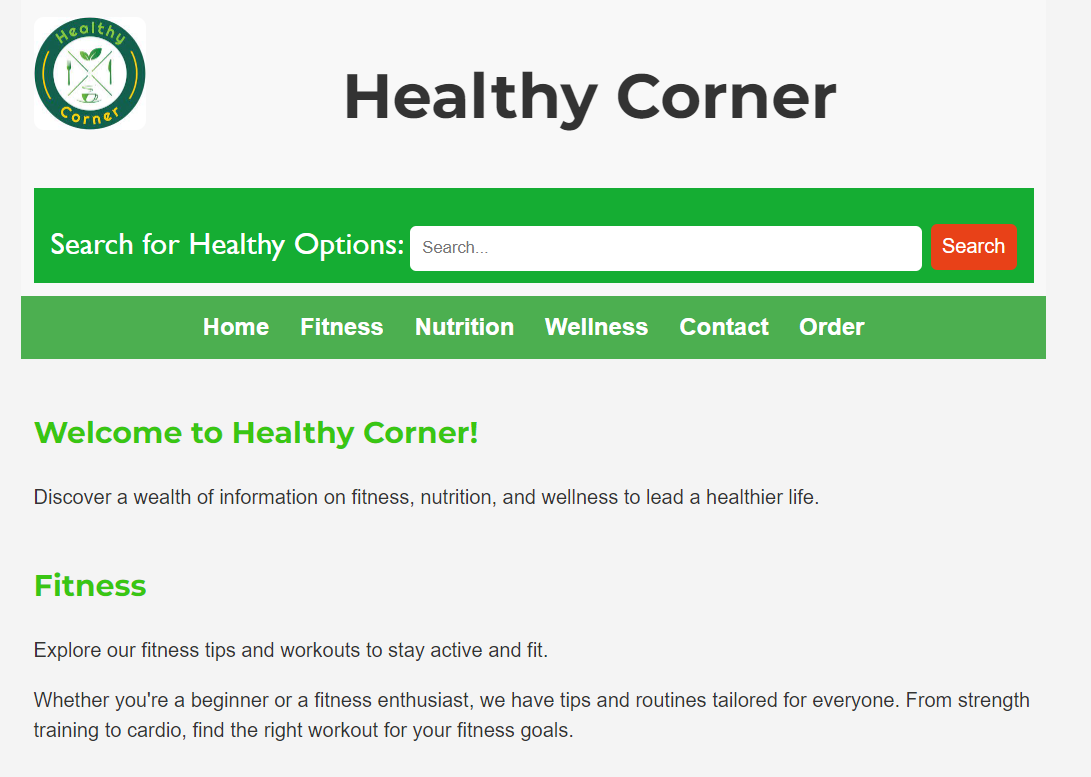 Healthy
Corner
Healthy Corner
Search for Healthy Options: Search... Search
Home Fitness Nutrition Wellness Contact Order
Welcome to Healthy Corner!
Discover a wealth of information on fitness, nutrition, and wellness to lead a healthier life.
Fitness
Explore our fitness tips and workouts to stay active and fit.
Whether you're a beginner or a fitness enthusiast, we have tips and routines tailored for everyone. From strength
training to cardio, find the right workout for your fitness goals.